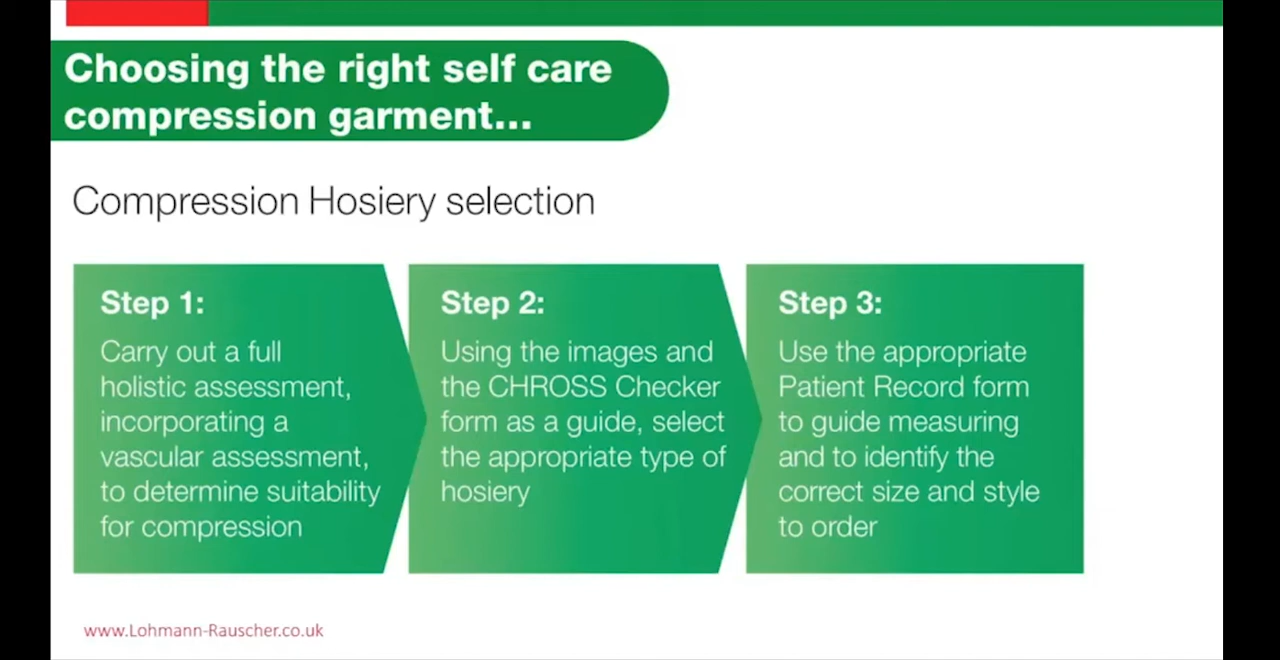 Choosing the right self care
compression garment...
Compression Hosiery selection
Step 1:
Carry out a full
holistic assessment,
incorporating a
vascular assessment,
to determine suitability
for compression
Step 2:
Using the images and
the CHROSS Checker
form as a guide, select
the appropriate type of
hosiery
Step 3:
Use the appropriate
Patient Record form
to guide measuring
and to identify the
correct size and style
to order
www.Lohmann-Rauscher.co.uk